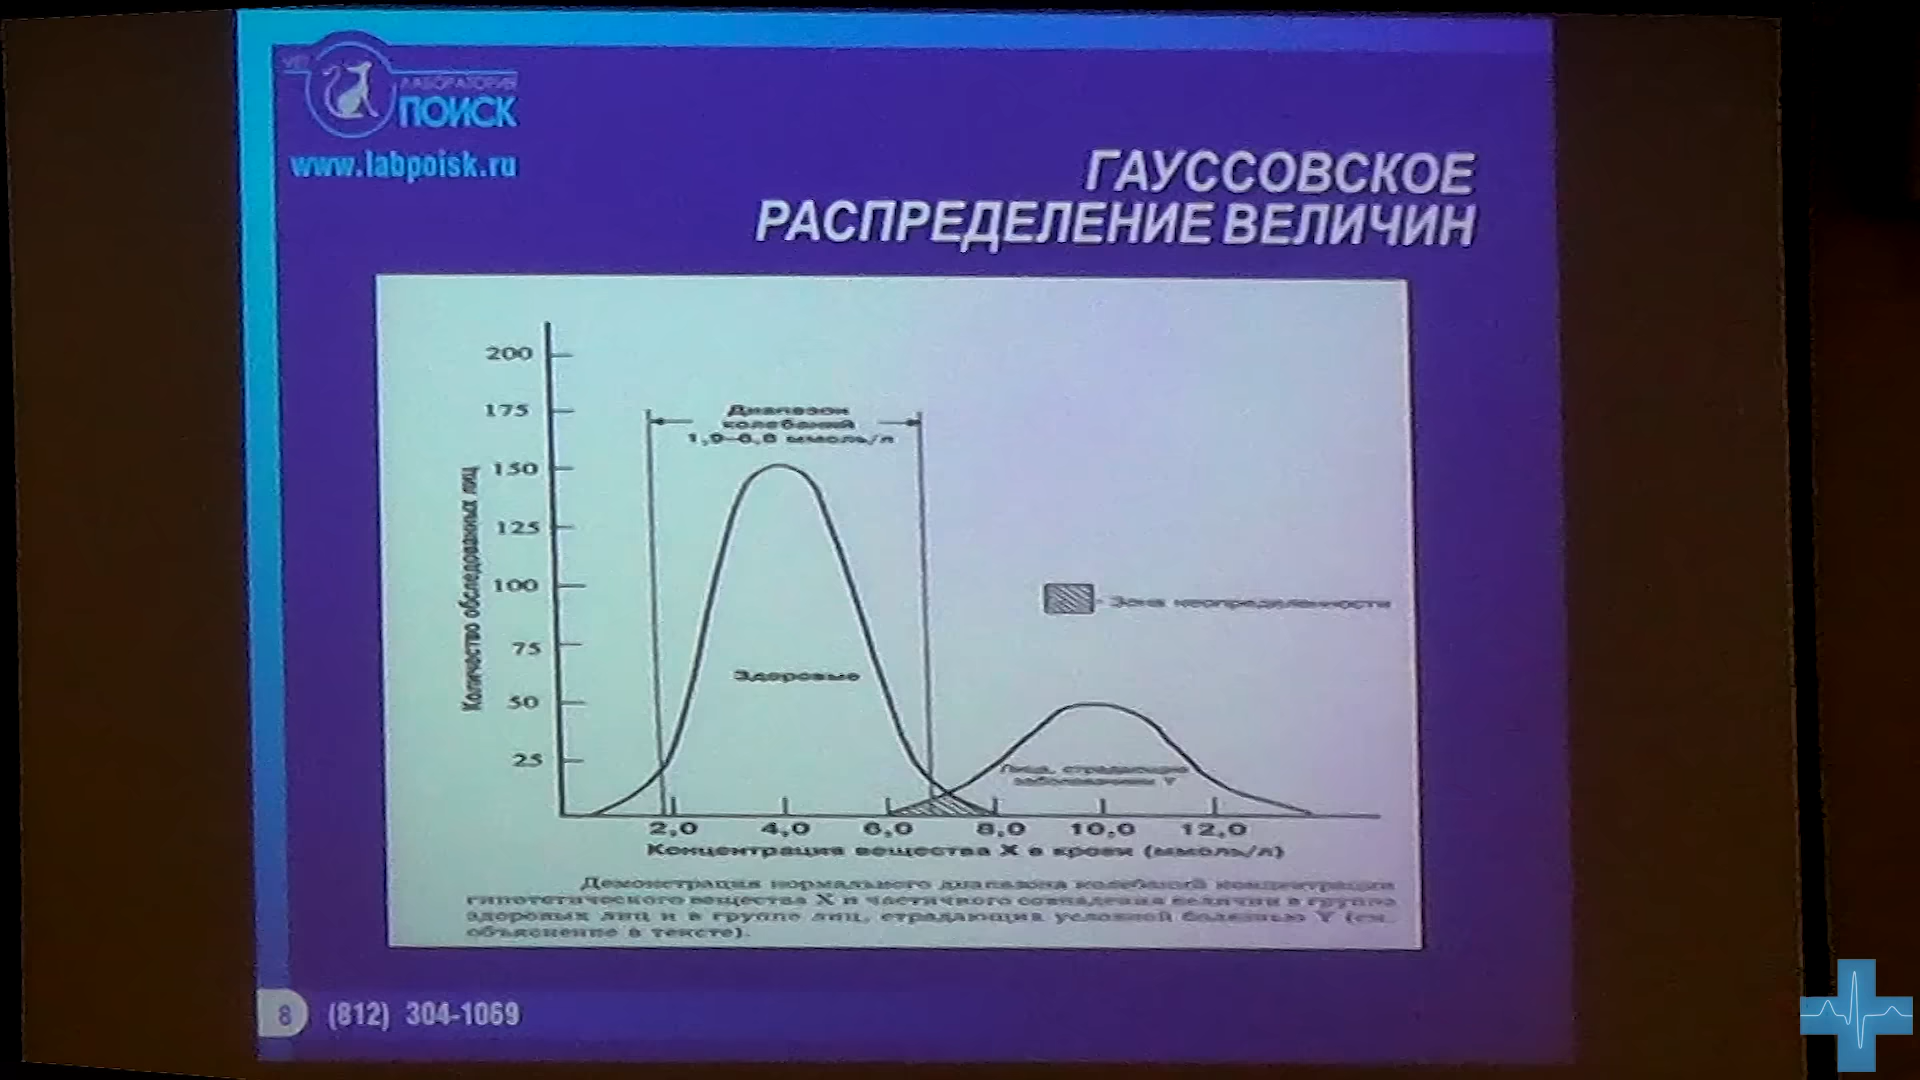 VET
ЛАБОРАТОРИЯ
ПОИСК
www.labpoisk.ru
ГАУССОВСКОЕ
РАСПРЕДЕЛЕНИЕ ВЕЛИЧИН
200
175
150
125
100
75
50
25
Количество обследованных лиц
Диапазон
колебаний
1,9–6,8 ммоль/л
Зона неопределенности
Здоровые
Лица, страдающие
заболеванием Y
2,0 4,0 6,0 8,0 10,0 12,0
Концентрация вещества X в крови (ммоль/л)
Демонстрация нормального диапазона колебаний концентрации
гипотетического вещества X и частичного совпадения величин в группе
здоровых лиц и в группе лиц, страдающих условной болезнью Y (см.
объяснение в тексте).
8 (812) 304-1069